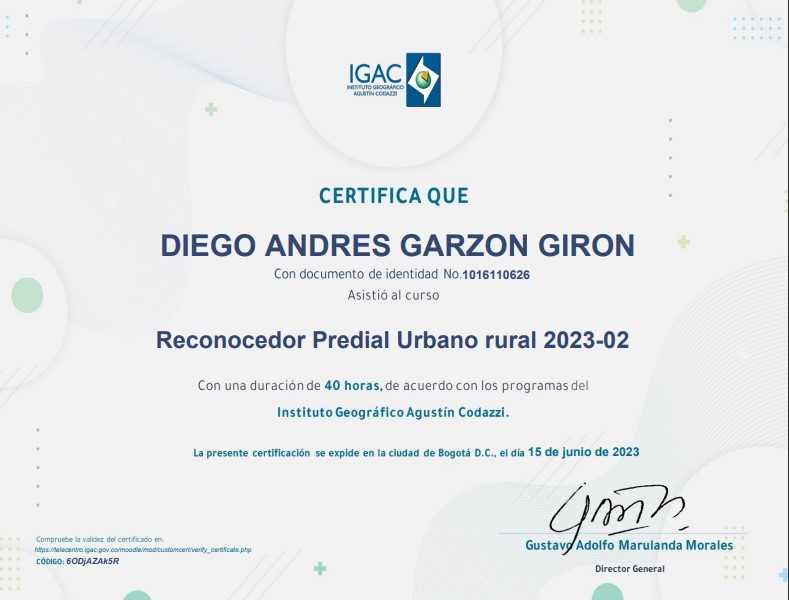 IGAC
INSTITUTO GEOGRÁFICO
AGUSTÍN CODAZZI
CERTIFICA QUE
DIEGO ANDRES GARZON GIRON
Con documento de identidad No.1016110626
Asistió al curso
Reconocedor Predial Urbano rural 2023-02
Con una duración de 40 horas, de acuerdo con los programas del
Instituto Geográfico Agustín Codazzi.
La presente certificación se expide en la ciudad de Bogotá D.C., el día 15 de junio de 2023
Gustavo Adolfo Marulanda Morales
Director General
Compruebe la validez del certificado en:
https://telecentro.igac.gov.co/moodle/mod/customcert/verify_certificate.php
CÓDIGO: 6ODjAZAk5R